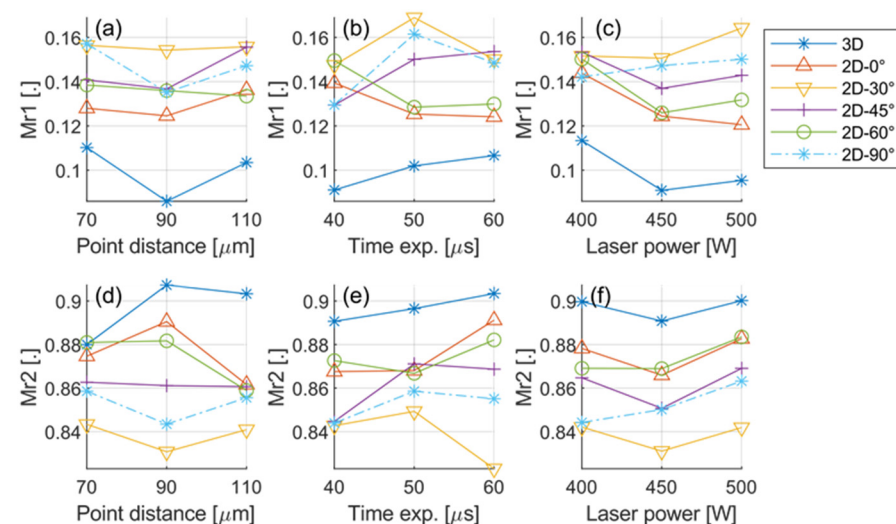 (a)
(b)
(c)
0.16
0.14
0.12
0.1
Mr1 [.]
70 90 110
Point distance [μm]
0.16
0.14
0.12
0.1
Mr1 [.]
40 50 60
Time exp. [μs]
0.16
0.14
0.12
0.1
Mr1 [.]
400 450 500
Laser power [W]
3D
2D-0°
2D-30°
2D-45°
2D-60°
2D-90°
(d)
(e)
(f)
0.9
0.88
0.86
0.84
Mr2 [.]
70 90 110
Point distance [μm]
0.9
0.88
0.86
0.84
Mr2 [.]
40 50 60
Time exp. [μs]
0.9
0.88
0.86
0.84
Mr2 [.]
400 450 500
Laser power [W]